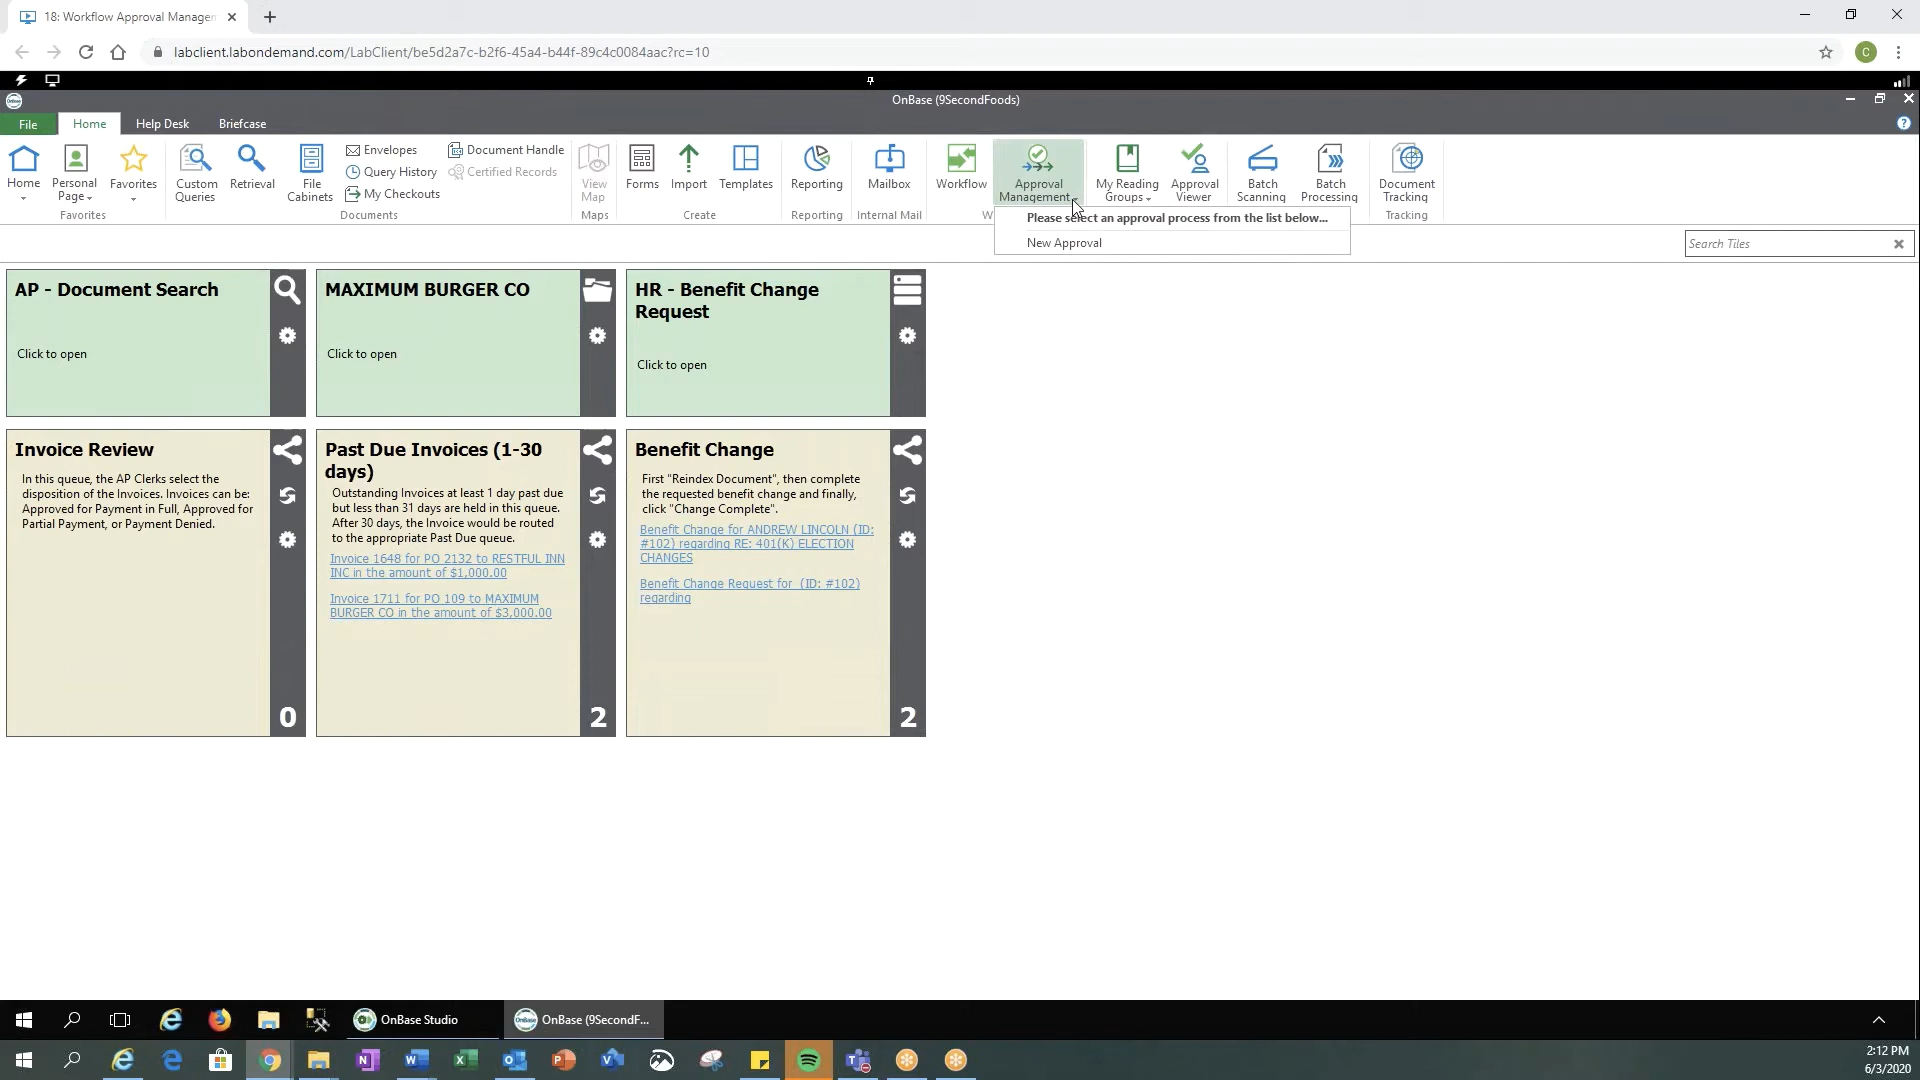 18: Workflow Approval Managem
labclient.labondemand.com/LabClient/be5d2a7c-b2f6-45a4-b44f-89c4c0084aac?rc=10
C
OnBase (9SecondFoods)
File
Home
Help Desk
Briefcase
Home
Personal Page
Favorites
Favorites
Custom Queries
Retrieval
File Cabinets
Envelopes
Query History
My Checkouts
Document Handle
Certified Records
Documents
View Map
Maps
Forms
Import
Templates
Create
Reporting
Reporting
Mailbox
Internal Mail
Workflow
Approval Management
My Reading Groups
Approval Viewer
W
Batch Scanning
Batch Processing
Document Tracking
Tracking
Please select an approval process from the list below...
New Approval
Search Tiles
AP - Document Search
Click to open
MAXIMUM BURGER CO
Click to open
HR - Benefit Change
Request
Click to open
Invoice Review
In this queue, the AP Clerks select the
disposition of the Invoices. Invoices can be:
Approved for Payment in Full, Approved for
Partial Payment, or Payment Denied.
0
Past Due Invoices (1-30
days)
Outstanding Invoices at least 1 day past due
but less than 31 days are held in this queue.
After 30 days, the Invoice would be routed
to the appropriate Past Due queue.
Invoice 1648 for PO 2132 to RESTFUL INN
INC in the amount of $1,000.00
Invoice 1711 for PO 109 to MAXIMUM
BURGER CO in the amount of $3,000.00
2
Benefit Change
First "Reindex Document", then complete
the requested benefit change and finally,
click "Change Complete".
Benefit Change for ANDREW LINCOLN (ID:
#102) regarding RE: 401(K) ELECTION
CHANGES
Benefit Change Request for (ID: #102)
regarding
2
OnBase Studio
OnBase (9SecondF...
2:12 PM
6/3/2020